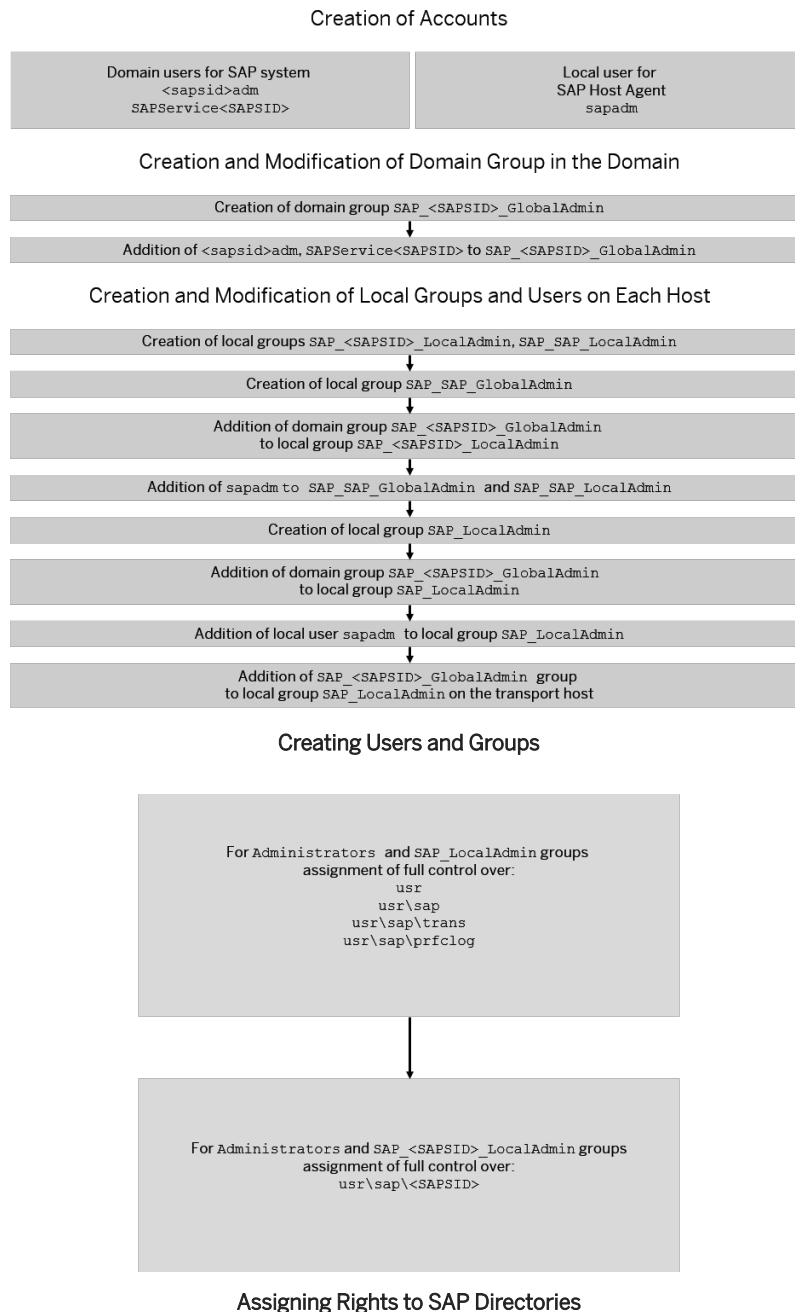 Creation of Accounts
Domain users for SAP system
<sapsid>adm
SAPService<SAPSID>
Local user for
SAP Host Agent
sapadm
Creation and Modification of Domain Group in the Domain
Creation of domain group SAP_<SAPSID>_GlobalAdmin
Addition of <sapsid>adm, SAPService<SAPSID> to SAP_<SAPSID>_GlobalAdmin
Creation and Modification of Local Groups and Users on Each Host
Creation of local groups SAP_<SAPSID>_LocalAdmin, SAP_SAP_LocalAdmin
Creation of local group SAP_SAP_GlobalAdmin
Addition of domain group SAP_<SAPSID>_GlobalAdmin
to local group SAP_<SAPSID>_LocalAdmin
Addition of sapadm to SAP_SAP_GlobalAdmin and SAP_SAP_LocalAdmin
Creation of local group SAP_LocalAdmin
Addition of domain group SAP_<SAPSID>_GlobalAdmin
to local group SAP_LocalAdmin
Addition of local user sapadm to local group SAP_LocalAdmin
Addition of SAP_<SAPSID>_GlobalAdmin group
to local group SAP_LocalAdmin on the transport host
Creating Users and Groups
For Administrators and SAP_LocalAdmin groups
assignment of full control over:
usr
usr\sap
usr\sap\trans
usr\sap\prfclog
For Administrators and SAP_<SAPSID>_LocalAdmin groups
assignment of full control over:
usr\sap\<SAPSID>
Assigning Rights to SAP Directories